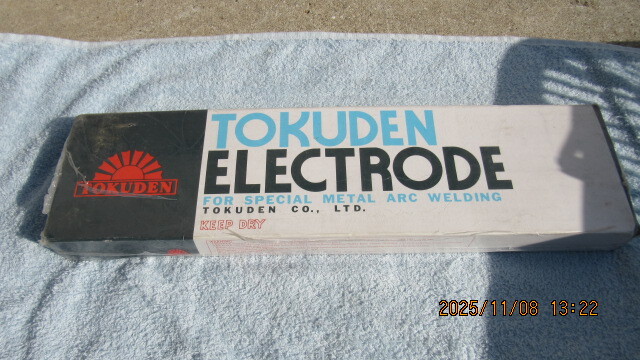 TOKUDEN
TOKUDEN
ELECTRODE
FOR SPECIAL METAL ARC WELDING
TOKUDEN CO., LTD.
KEEP DRY
2025/11/08 13:22